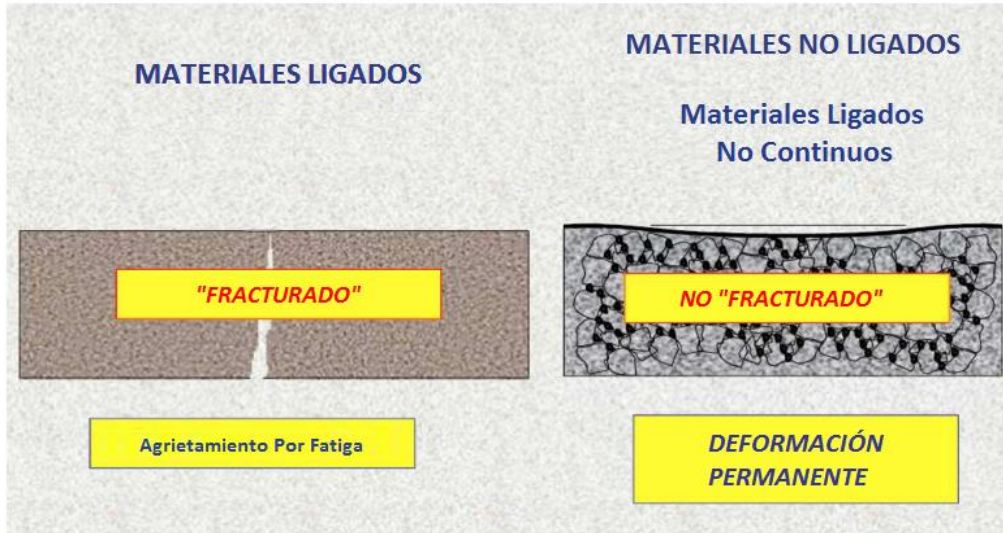 MATERIALES LIGADOS
"FRACTURADO"
Agrietamiento Por Fatiga
MATERIALES NO LIGADOS
Materiales Ligados
No Continuos
NO "FRACTURADO"
DEFORMACIÓN
PERMANENTE